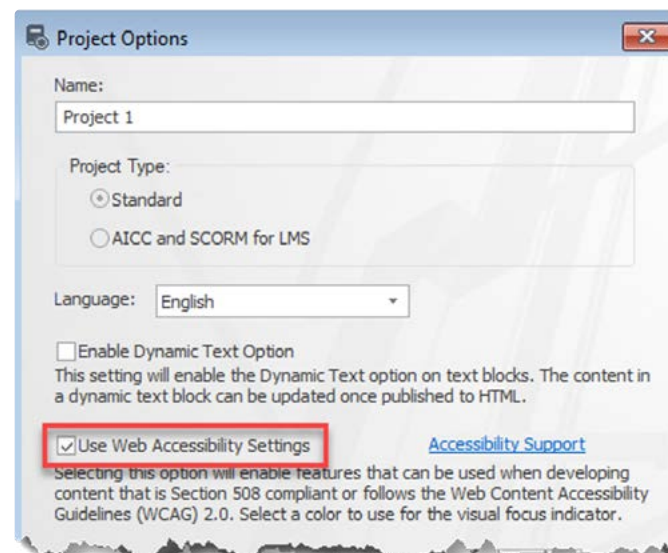 Project Options
Name:
Project 1
Project Type:
Standard
AICC and SCORM for LMS
Language:
English
Enable Dynamic Text Option
This setting will enable the Dynamic Text option on text blocks. The content in
a dynamic text block can be updated once published to HTML.
Use Web Accessibility Settings
Accessibility Support
Selecting this option will enable features that can be used when developing
content that is Section 508 compliant or follows the Web Content Accessibility
Guidelines (WCAG) 2.0. Select a color to use for the visual focus indicator.